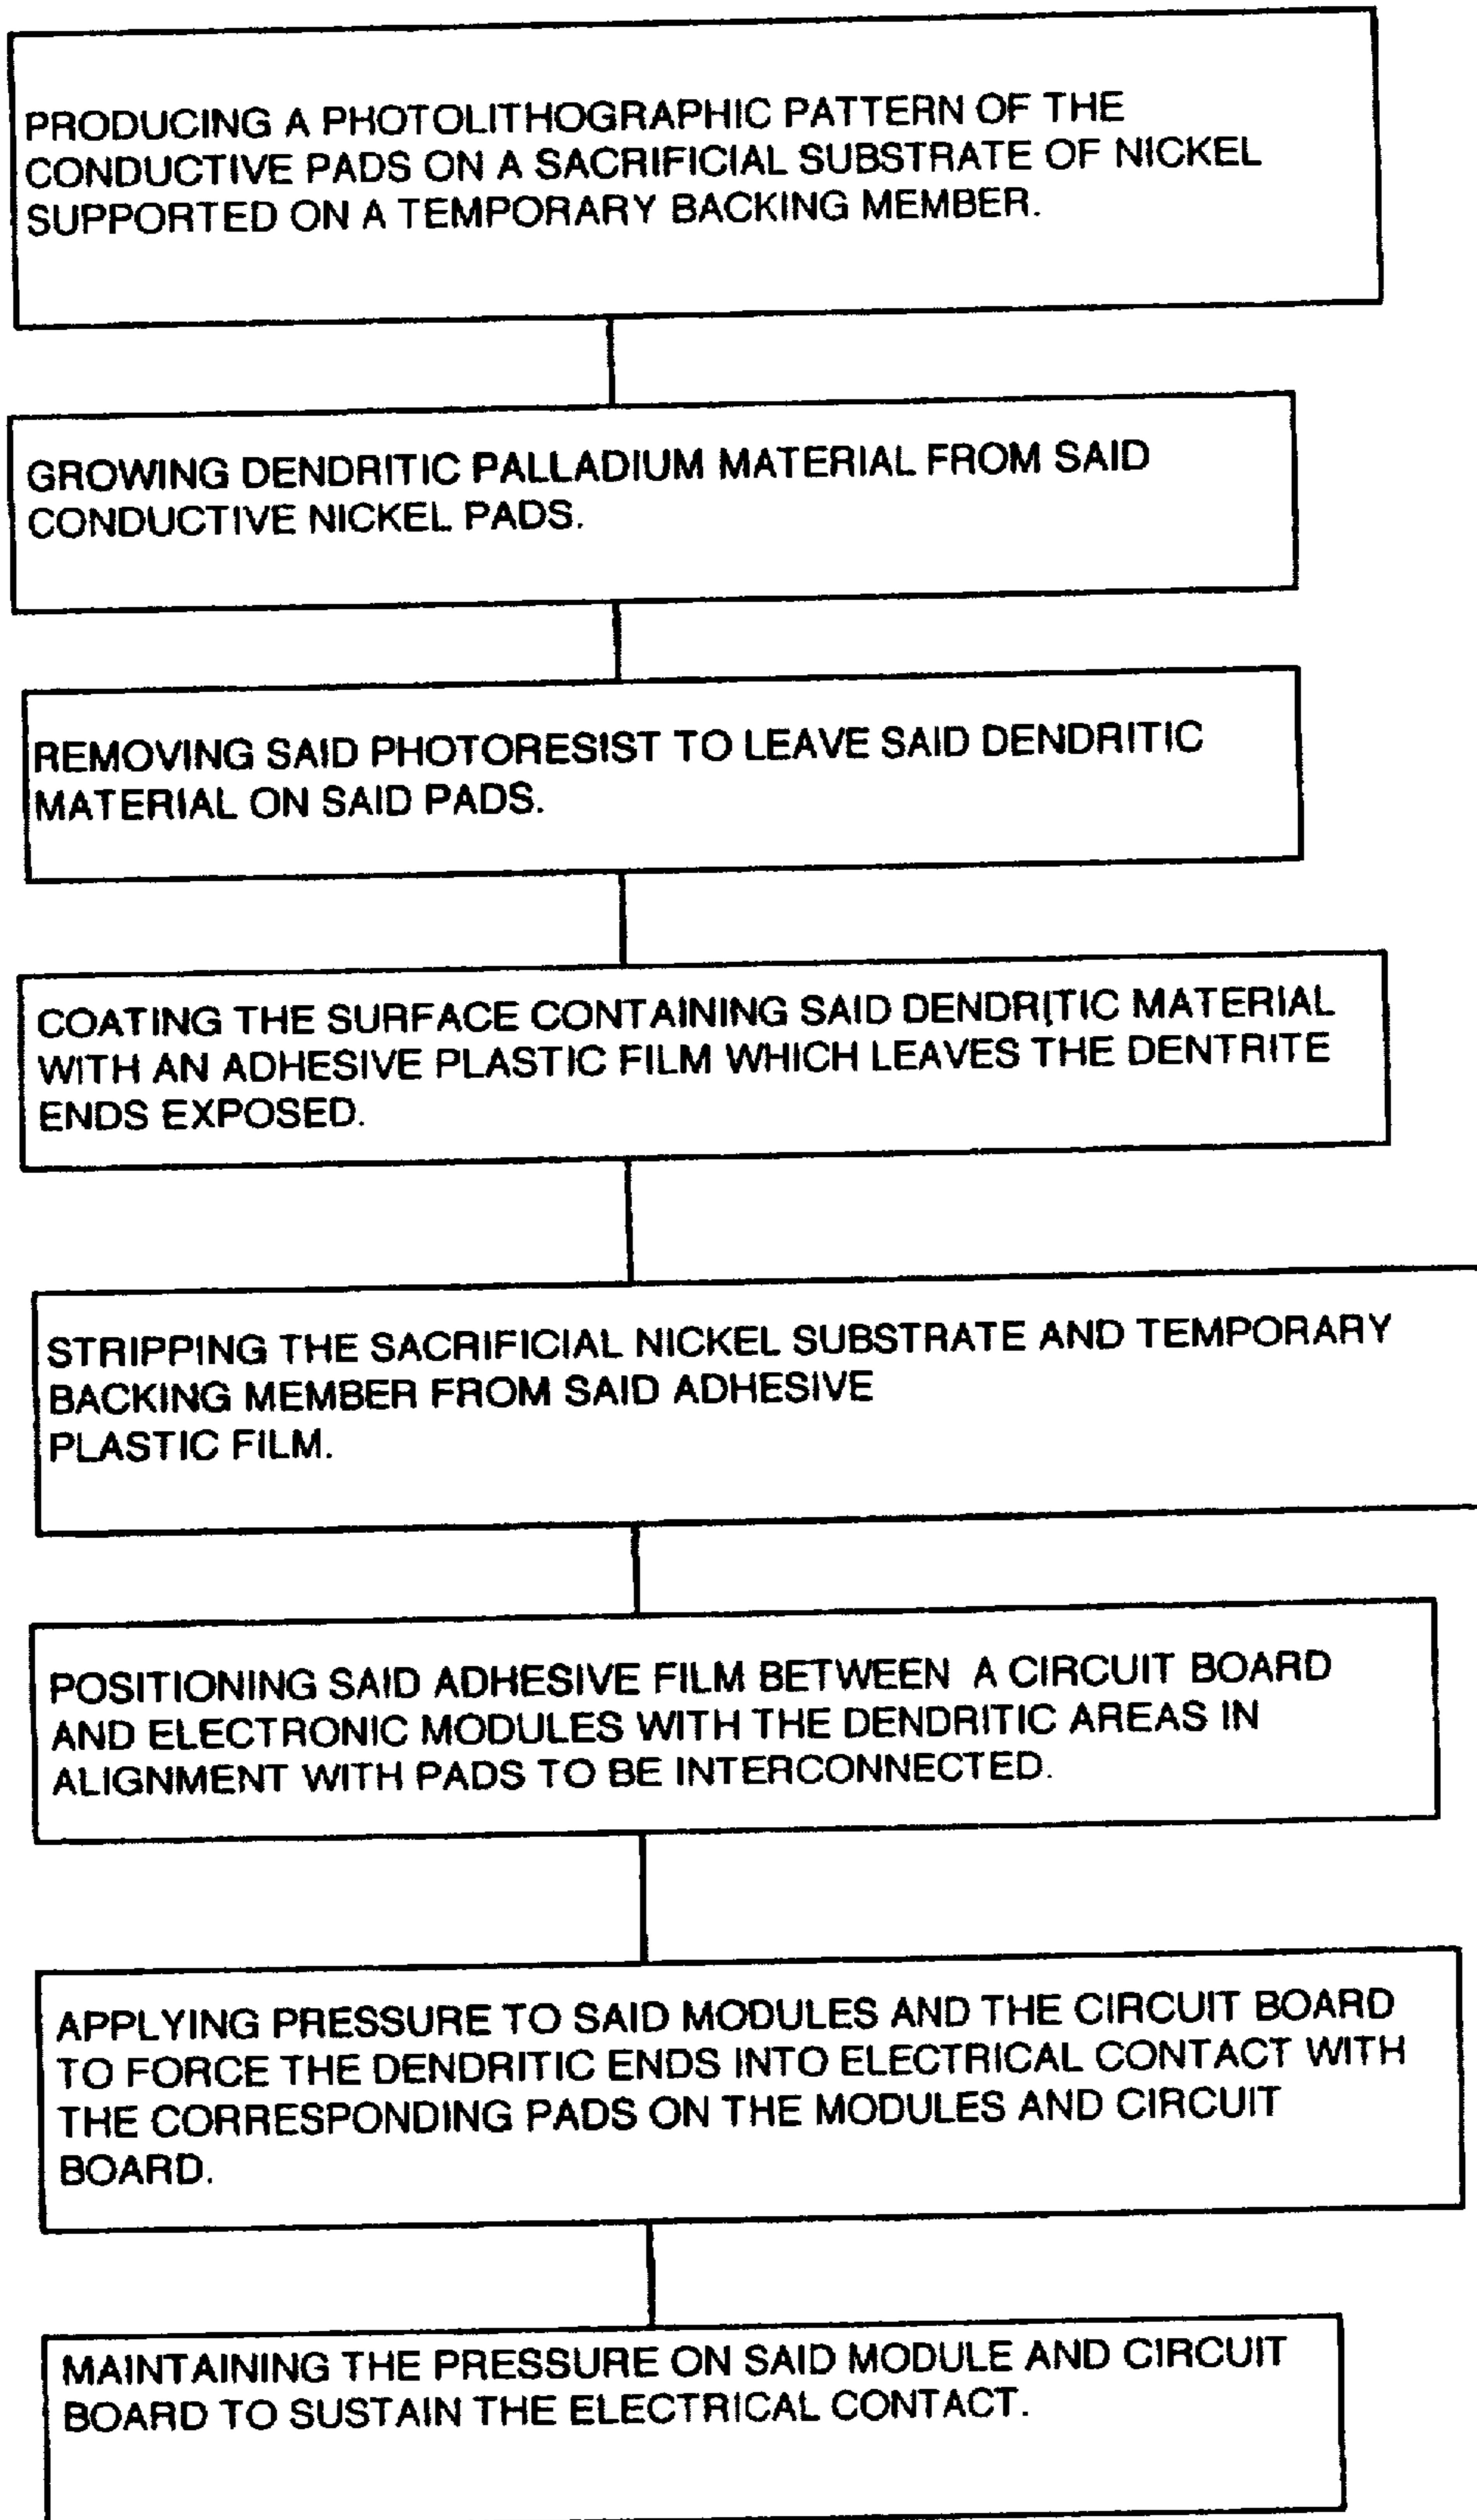 PRODUCING A PHOTOLITHOGRAPHIC PATTERN OF THE
CONDUCTIVE PADS ON A SACRIFICIAL SUBSTRATE OF NICKEL
SUPPORTED ON A TEMPORARY BACKING MEMBER.
GROWING DENDRITIC PALLADIUM MATERIAL FROM SAID
CONDUCTIVE NICKEL PADS.
REMOVING SAID PHOTORESIST TO LEAVE SAID DENDRITIC
MATERIAL ON SAID PADS.
COATING THE SURFACE CONTAINING SAID DENDRITIC MATERIAL
WITH AN ADHESIVE PLASTIC FILM WHICH LEAVES THE DENTRITE
ENDS EXPOSED.
STRIPPING THE SACRIFICIAL NICKEL SUBSTRATE AND TEMPORARY
BACKING MEMBER FROM SAID ADHESIVE
PLASTIC FILM.
POSITIONING SAID ADHESIVE FILM BETWEEN A CIRCUIT BOARD
AND ELECTRONIC MODULES WITH THE DENDRITIC AREAS IN
ALIGNMENT WITH PADS TO BE INTERCONNECTED.
APPLYING PRESSURE TO SAID MODULES AND THE CIRCUIT BOARD
TO FORCE THE DENDRITIC ENDS INTO ELECTRICAL CONTACT WITH
THE CORRESPONDING PADS ON THE MODULES AND CIRCUIT
BOARD.
MAINTAINING THE PRESSURE ON SAID MODULE AND CIRCUIT
BOARD TO SUSTAIN THE ELECTRICAL CONTACT.